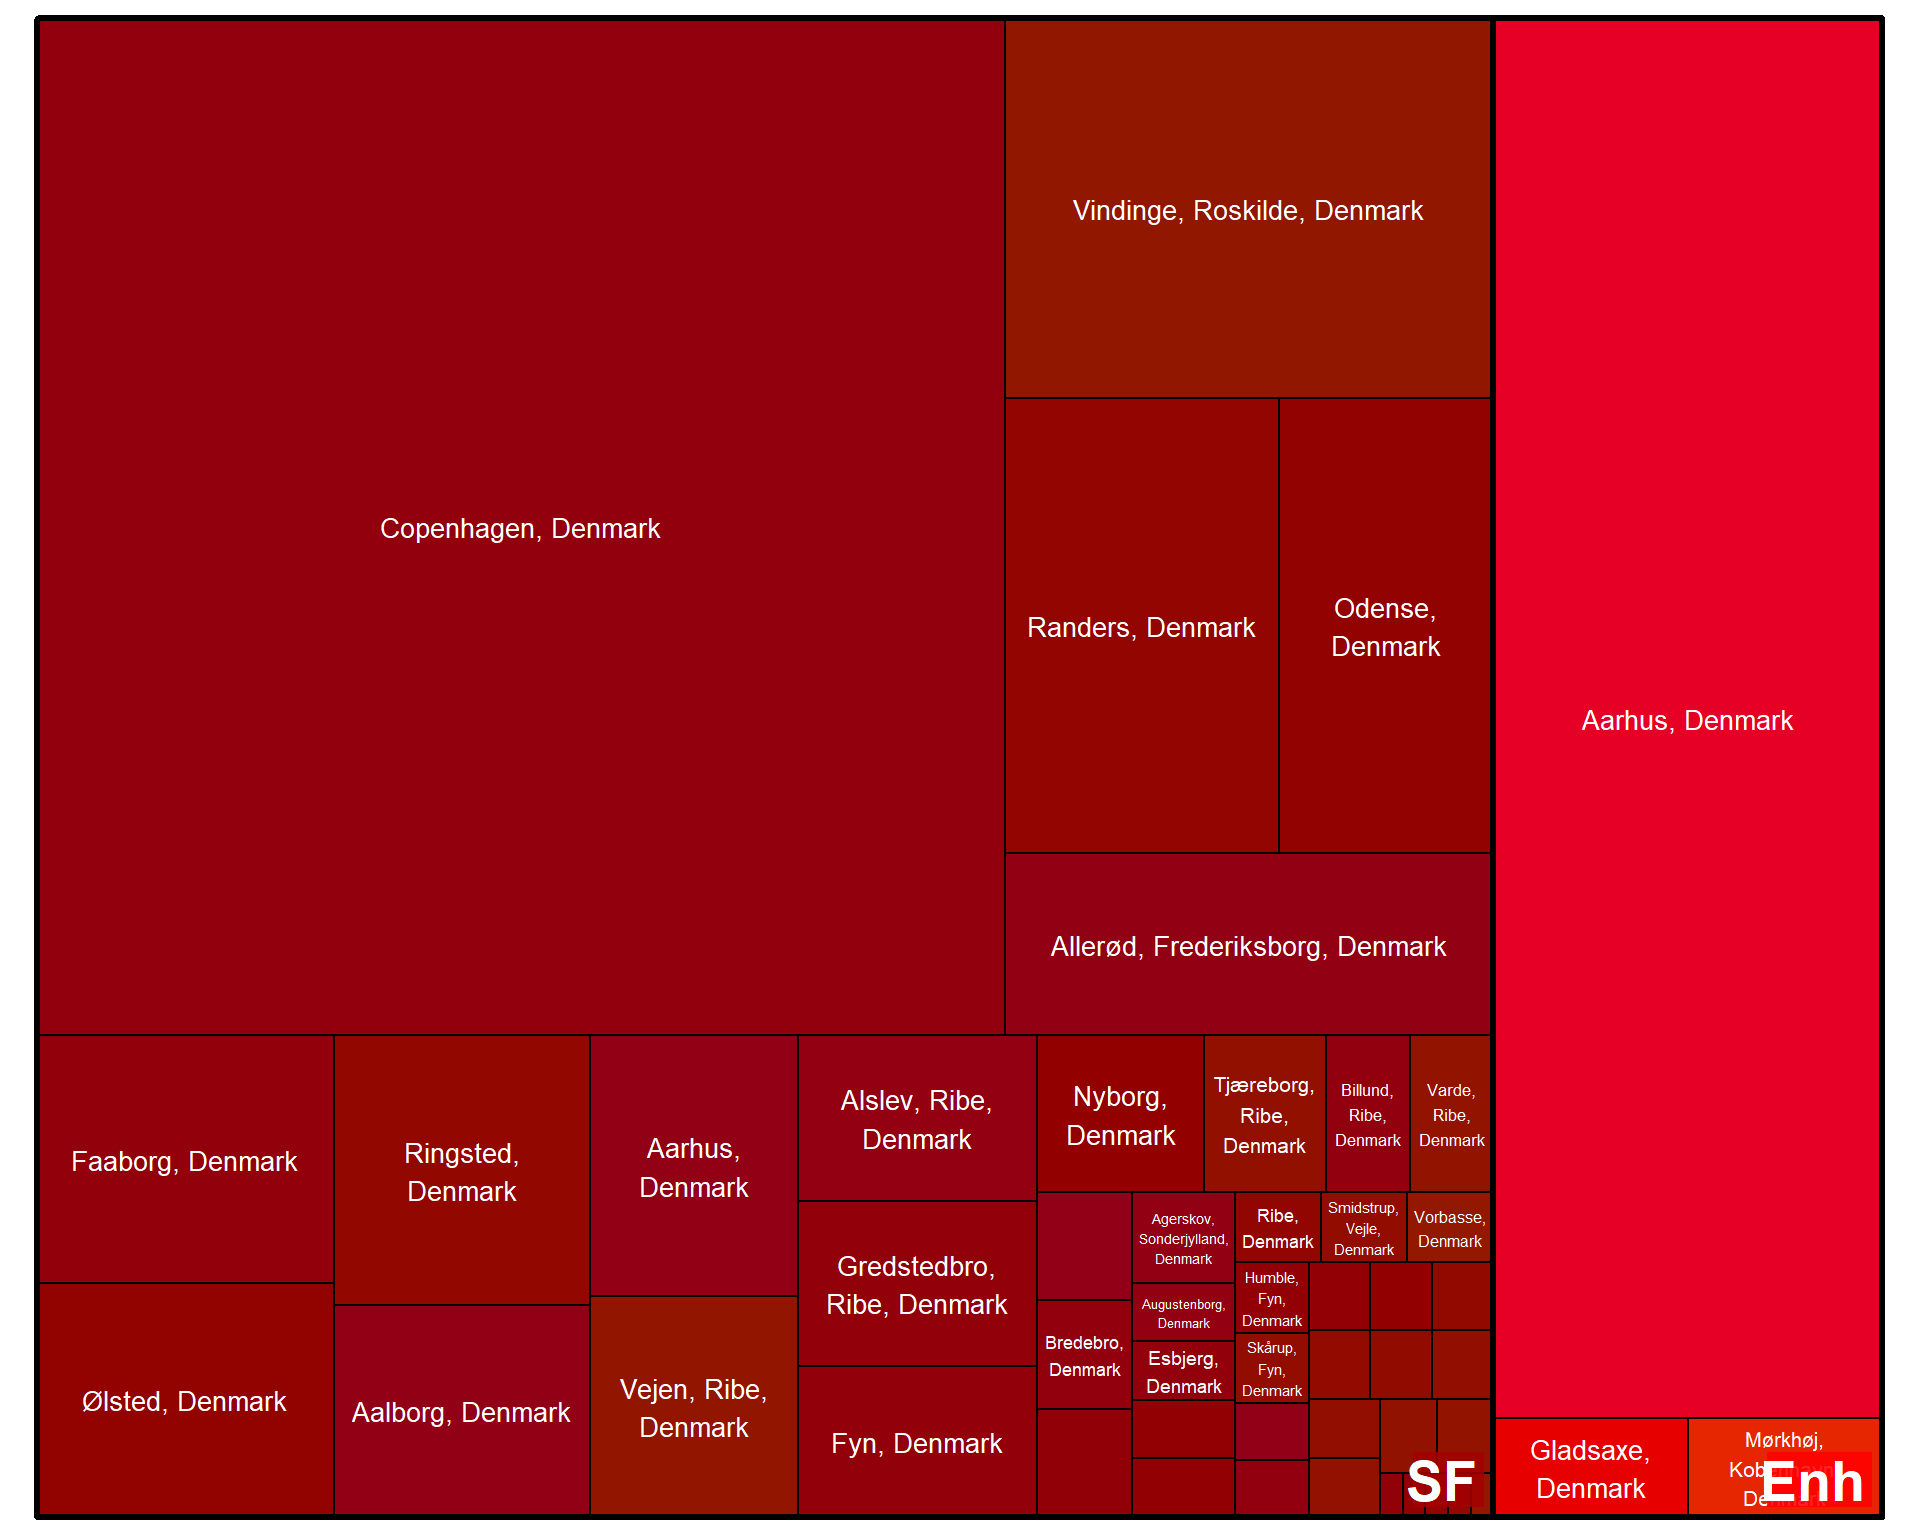 Copenhagen, Denmark
Vindinge, Roskilde, Denmark
Randers, Denmark
Odense,
Denmark
Allerød, Frederiksborg, Denmark
Aarhus, Denmark
Faaborg, Denmark
Ølsted, Denmark
Ringsted,
Denmark
Aalborg, Denmark
Aarhus,
Denmark
Vejen, Ribe,
Denmark
Alslev, Ribe,
Denmark
Gredstedbro,
Ribe, Denmark
Fyn, Denmark
Nyborg,
Denmark
Tjæreborg,
Ribe,
Denmark
Billund,
Ribe,
Denmark
Varde,
Ribe,
Denmark
Bredebro,
Denmark
Agerskov,
Sonderjylland,
Denmark
Augustenborg,
Denmark
Esbjerg,
Denmark
Ribe,
Denmark
Smidstrup,
Vejle,
Denmark
Vorbasse,
Denmark
Humble,
Fyn,
Denmark
Skårup,
Fyn,
Denmark
SF
Gladsaxe,
Denmark
Mørkhøj,
Enh